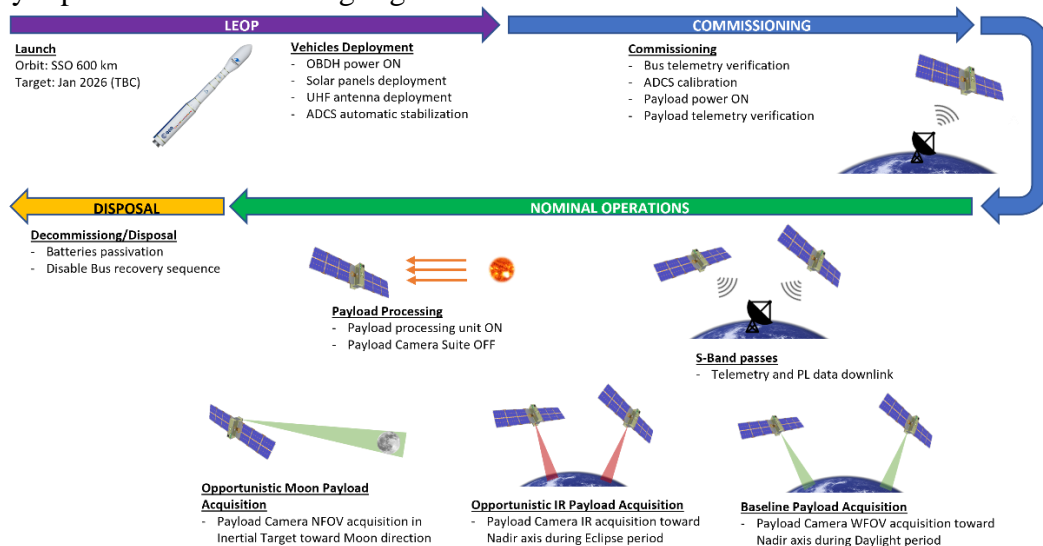 LEOP
COMMISSIONING
Launch
Orbit: SSO 600 km
Target: Jan 2026 (TBC)
Vehicles Deployment
- OBDH power ON
- Solar panels deployment
- UHF antenna deployment
- ADCS automatic stabilization
Commissioning
- Bus telemetry verification
- ADCS calibration
- Payload power ON
- Payload telemetry verification
DISPOSAL
NOMINAL OPERATIONS
Decommissiong/Disposal
- Batteries passivation
- Disable Bus recovery sequence
Payload Processing
- Payload processing unit ON
- Payload Camera Suite OFF
S-Band passes
- Telemetry and PL data downlink
Opportunistic Moon Payload
Acquisition
- Payload Camera NFOV acquisition in
Inertial Target toward Moon direction
Opportunistic IR Payload Acquisition
- Payload Camera IR acquisition toward
Nadir axis during Eclipse period
Baseline Payload Acquisition
- Payload Camera WFOV acquisition toward
Nadir axis during Daylight period